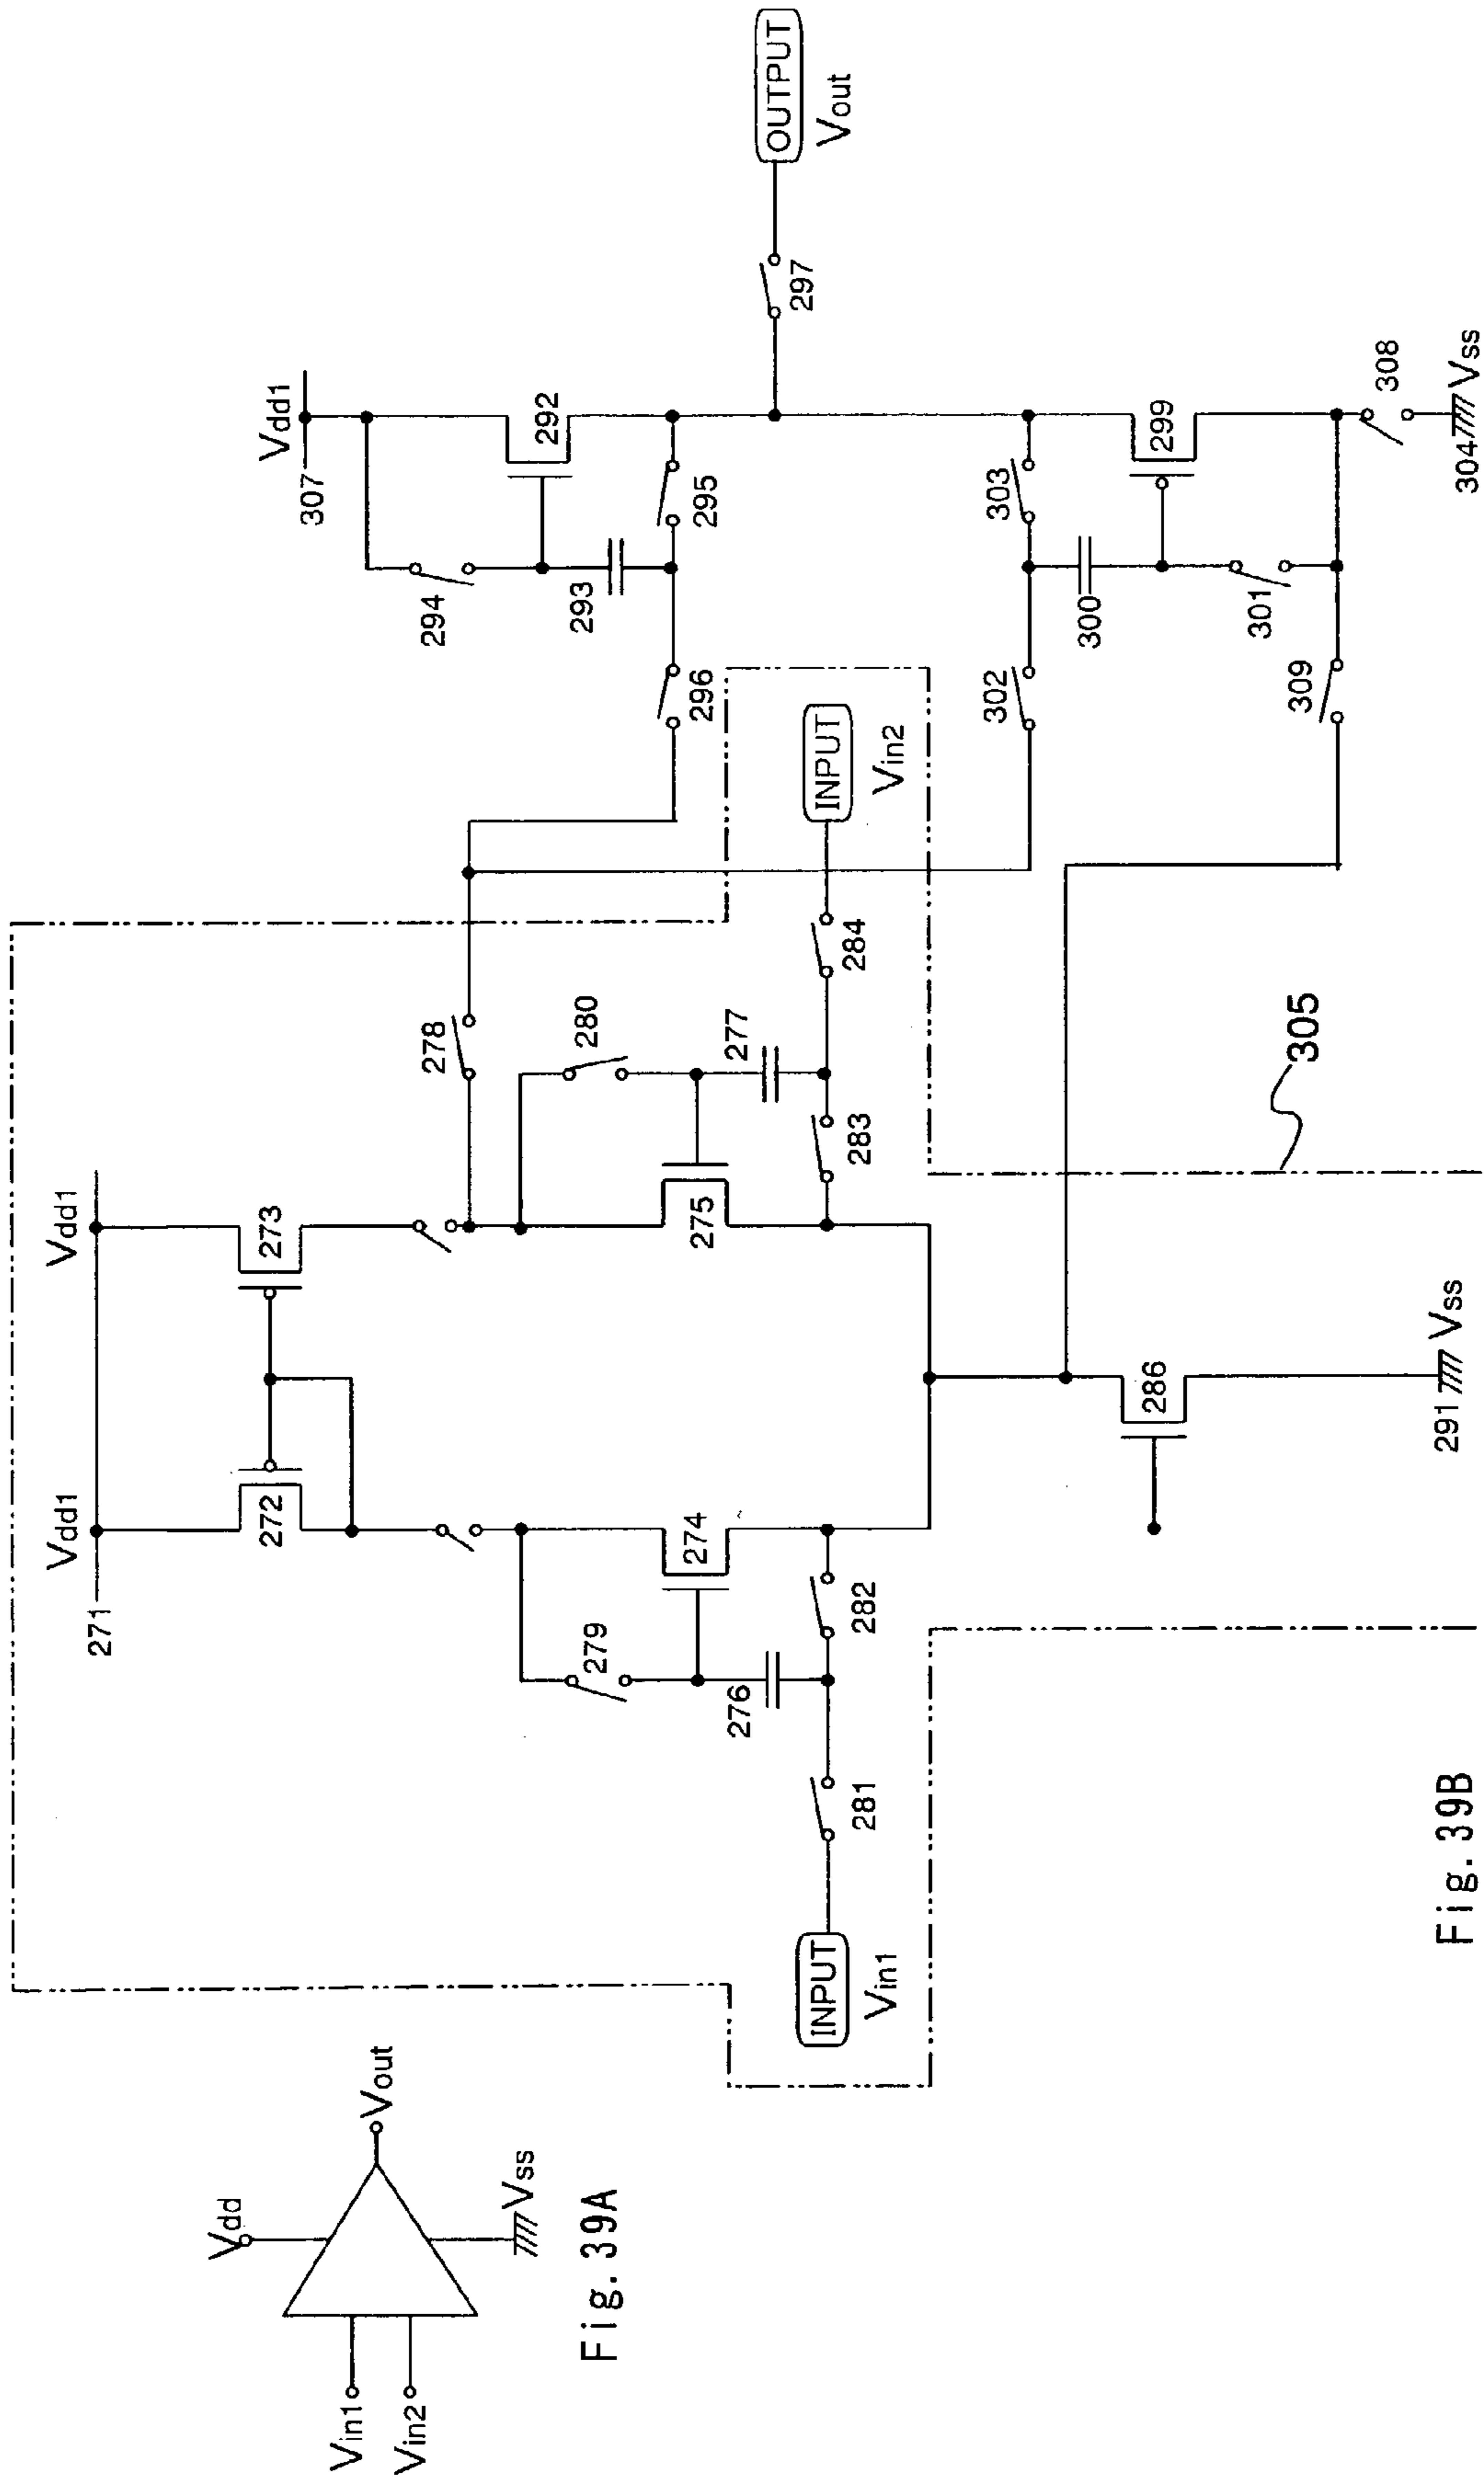 Vdd
Vin1
Vin2
Vout
Vss
Fig. 39A
271
Vdd1
Vdd1
272
273
278
279
280
274
275
276
277
281
282
283
284
INPUT
Vin1
INPUT
Vin2
286
291
Vss
305
Vdd1
307
292
293
294
295
296
297
OUTPUT
Vout
302
303
299
300
301
309
308
304
Vss
Fig. 39B